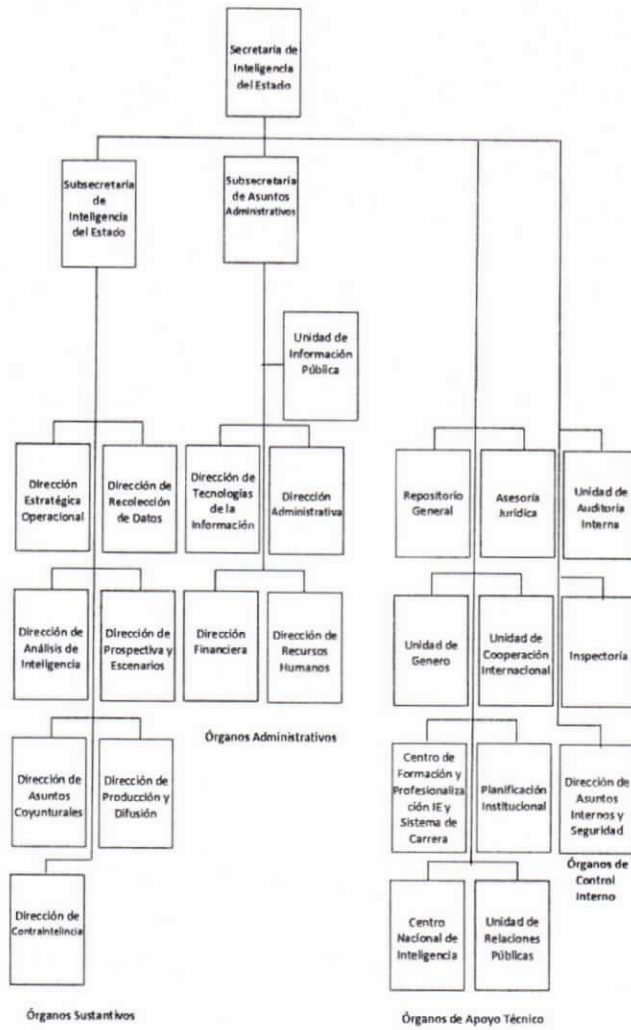 Secretaría de
Inteligencia
del Estado
Subsecretaría
de
Inteligencia
del Estado
Subsecretaría
de Asuntos
Administrativos
Unidad de
Información
Pública
Dirección
Estratégica
Operacional
Dirección de
Recolección
de Datos
Dirección de
Tecnologías
de la
Información
Dirección
Administrativa
Repositorio
General
Asesoría
Jurídica
Unidad de
Auditoría
Interna
Dirección de
Análisis de
Inteligencia
Dirección de
Prospectiva y
Escenarios
Dirección
Financiera
Dirección de
Recursos
Humanos
Unidad de
Genero
Unidad de
Cooperación
Internacional
Inspectoría
Órganos Administrativos
Dirección de
Asuntos
Coyunturales
Dirección de
Producción y
Difusión
Centro de
Formación y
Profesionaliza
ción IE y
Sistema de
Carrera
Planificación
Institucional
Dirección de
Asuntos
Internos y
Seguridad
Órganos de
Control
Interno
Dirección de
Contraintelincia
Centro
Nacional de
Inteligencia
Unidad de
Relaciones
Públicas
Órganos Sustantivos
Órganos de Apoyo Técnico